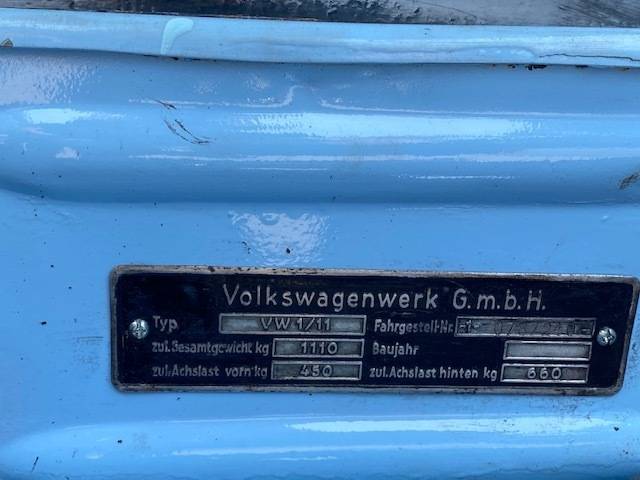 Volkswagenwerk G.m.b.H.
Typ VW 1/11 Fahrgestell-Nr.
zul. Gesamtgewicht kg 1110 Baujahr
zul. Achslast vorn kg 450 zul. Achslast hinten kg 660